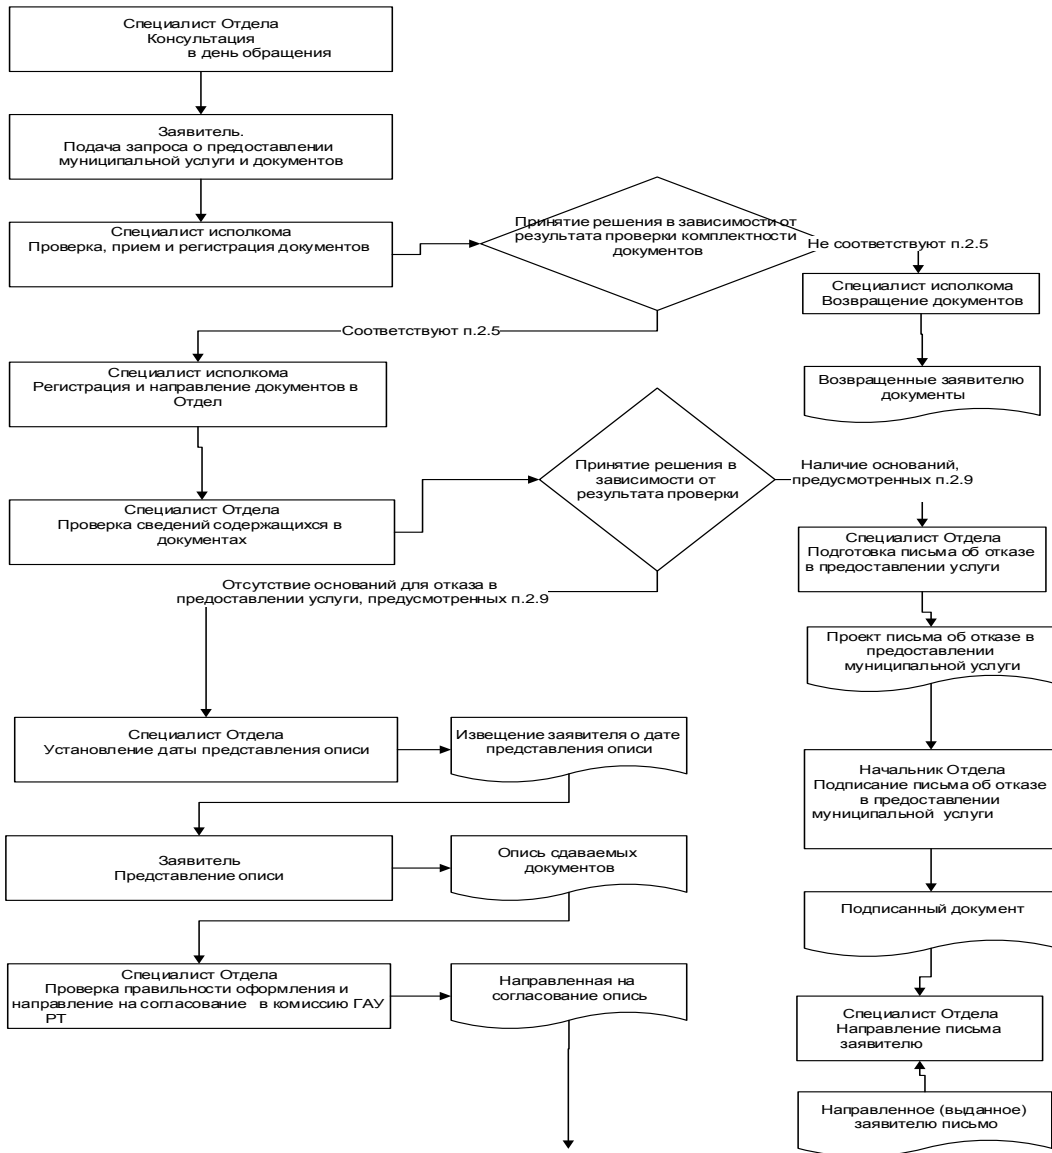 Специалист Отдела
Консультация
в день обращения
Заявитель.
Подача запроса о предоставлении
муниципальной услуги и документов
Специалист исполкома
Проверка, прием и регистрация документов
Принятие решения в зависимости от
результата проверки комплектности
документов
Не соответствуют п.2.5
Специалист исполкома
Возвращение документов
Соответствуют п.2.5
Специалист исполкома
Регистрация и направление документов в
Отдел
Возвращенные заявителю
документы
Принятие решения в
зависимости от
результата проверки
Наличие оснований,
предусмотренных п.2.9
Специалист Отдела
Проверка сведений содержащихся в
документах
Специалист Отдела
Подготовка письма об отказе
в предоставлении услуги
Отсутствие оснований для отказа в
предоставлении услуги, предусмотренных п.2.9
Проект письма об отказе в
предоставлении
муниципальной услуги
Специалист Отдела
Установление даты представления описи
Извещение заявителя о дате
представления описи
Начальник Отдела
Подписание письма об отказе
в предоставлении
муниципальной услуги
Заявитель
Представление описи
Опись сдаваемых
документов
Подписанный документ
Специалист Отдела
Проверка правильности оформления и
направление на согласование в комиссию ГАУ
РТ
Направленная на
согласование опись
Специалист Отдела
Направление письма
заявителю
Направленное (выданное)
заявителю письмо